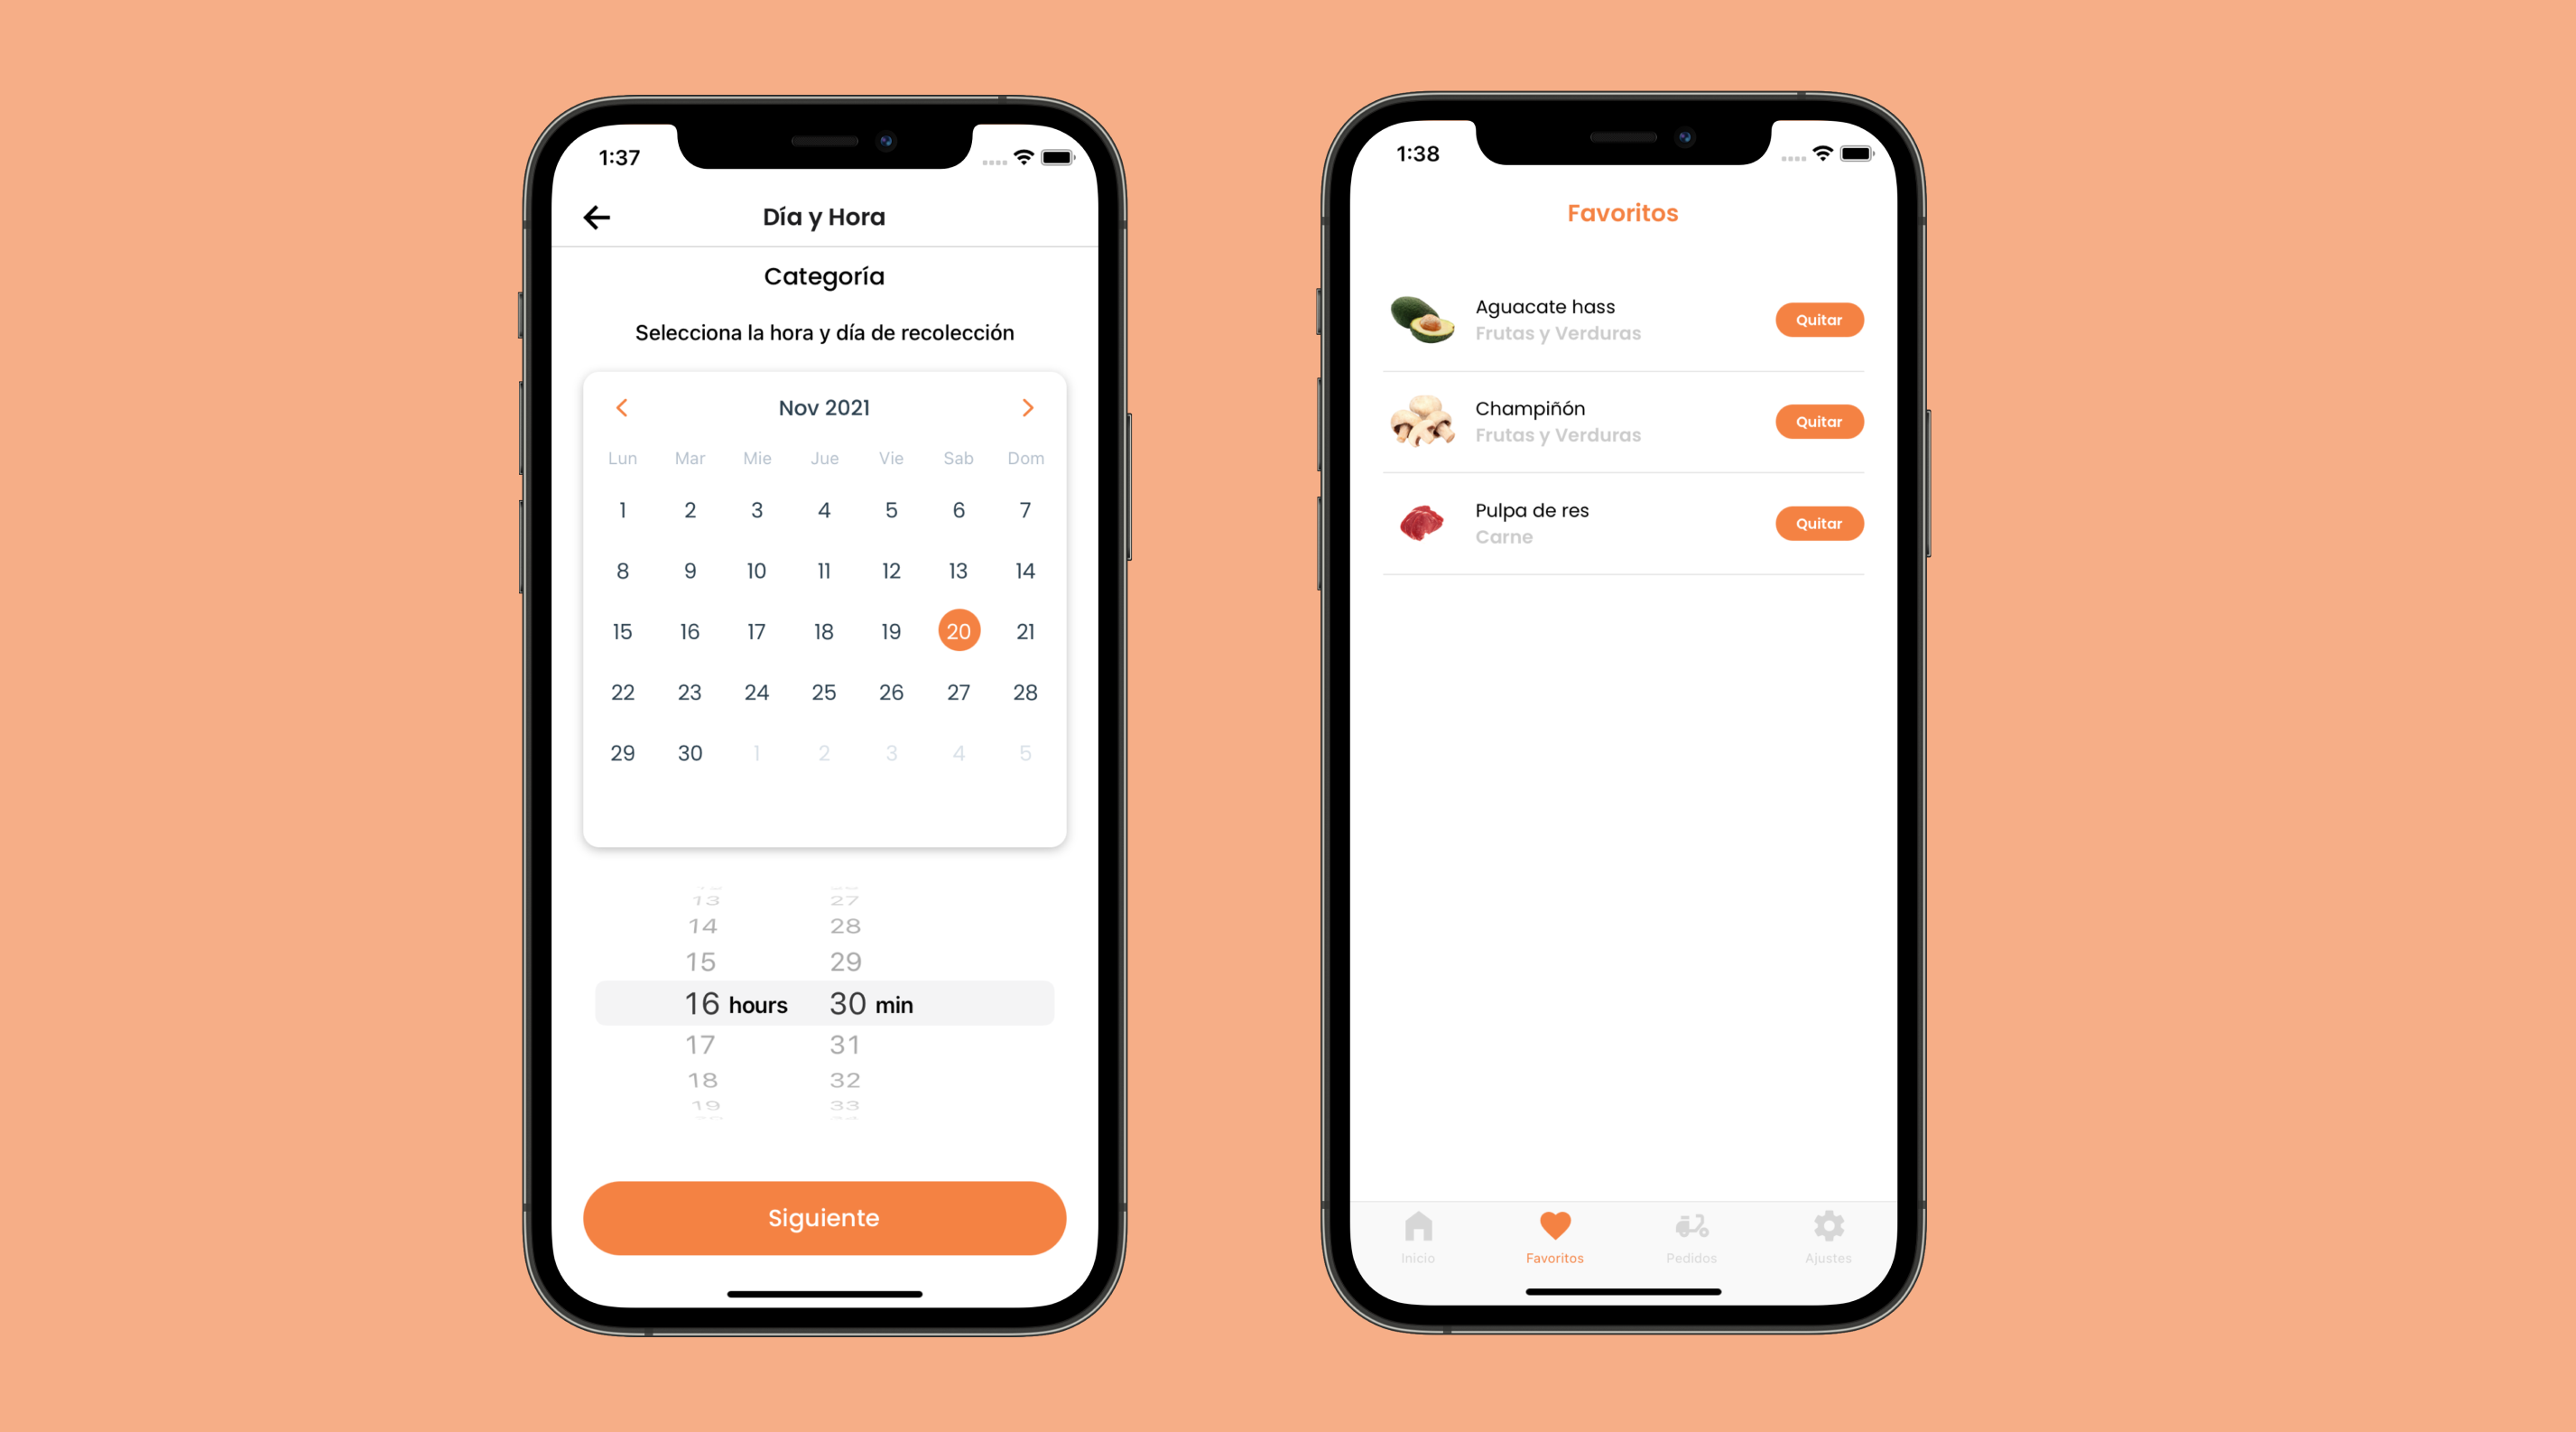 1:37
Día y Hora
Categoría
Selecciona la hora y día de recolección
Nov 2021
Lun Mar Mie Jue Vie Sab Dom
1 2 3 4 5 6 7
8 9 10 11 12 13 14
15 16 17 18 19 20 21
22 23 24 25 26 27 28
29 30 1 2 3 4 5
13 27
14 28
15 29
16 hours 30 min
17 31
18 32
19 33
Siguiente
1:38
Favoritos
Aguacate hass
Frutas y Verduras
Quitar
Champiñón
Frutas y Verduras
Quitar
Pulpa de res
Carne
Quitar
Inicio Favoritos Pedidos Ajustes